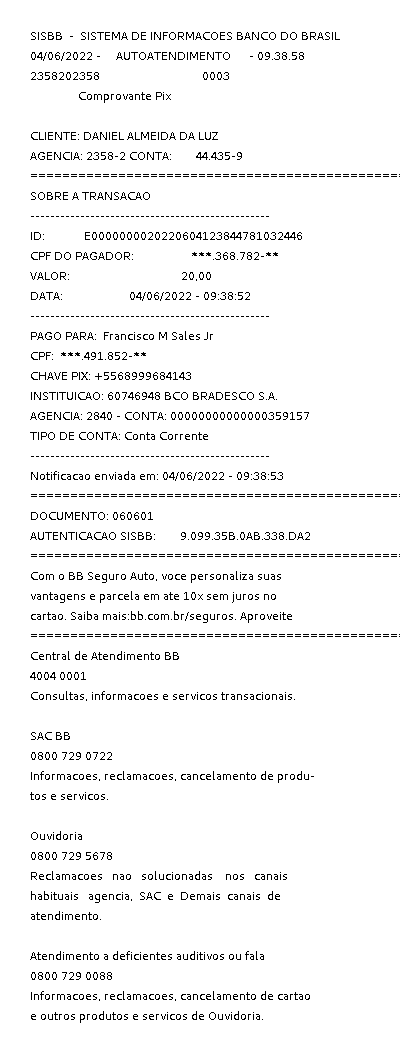 SISBB - SISTEMA DE INFORMACOES BANCO DO BRASIL
04/06/2022 - AUTOATENDIMENTO - 09.38.58
2358202358 0003
Comprovante Pix
CLIENTE: DANIEL ALMEIDA DA LUZ
AGENCIA: 2358-2 CONTA: 44.435-9
================================================
SOBRE A TRANSACAO
------------------------------------------------
ID: E0000000020220604123844781032446
CPF DO PAGADOR: ***.368.782-**
VALOR: 20,00
DATA: 04/06/2022 - 09:38:52
------------------------------------------------
PAGO PARA: Francisco M Sales Jr
CPF: ***.491.852-**
CHAVE PIX: +5568999684143
INSTITUICAO: 60746948 BCO BRADESCO S.A.
AGENCIA: 2840 - CONTA: 00000000000000359157
TIPO DE CONTA: Conta Corrente
------------------------------------------------
Notificacao enviada em: 04/06/2022 - 09:38:53
================================================
DOCUMENTO: 060601
AUTENTICACAO SISBB: 9.099.35B.0AB.338.DA2
================================================
Com o BB Seguro Auto, voce personaliza suas
vantagens e parcela em ate 10x sem juros no
cartao. Saiba mais:bb.com.br/seguros. Aproveite
================================================
Central de Atendimento BB
4004 0001
Consultas, informacoes e servicos transacionais.
SAC BB
0800 729 0722
Informacoes, reclamacoes, cancelamento de produ-
tos e servicos.
Ouvidoria
0800 729 5678
Reclamacoes nao solucionadas nos canais
habituais agencia, SAC e Demais canais de
atendimento.
Atendimento a deficientes auditivos ou fala
0800 729 0088
Informacoes, reclamacoes, cancelamento de cartao
e outros produtos e servicos de Ouvidoria.